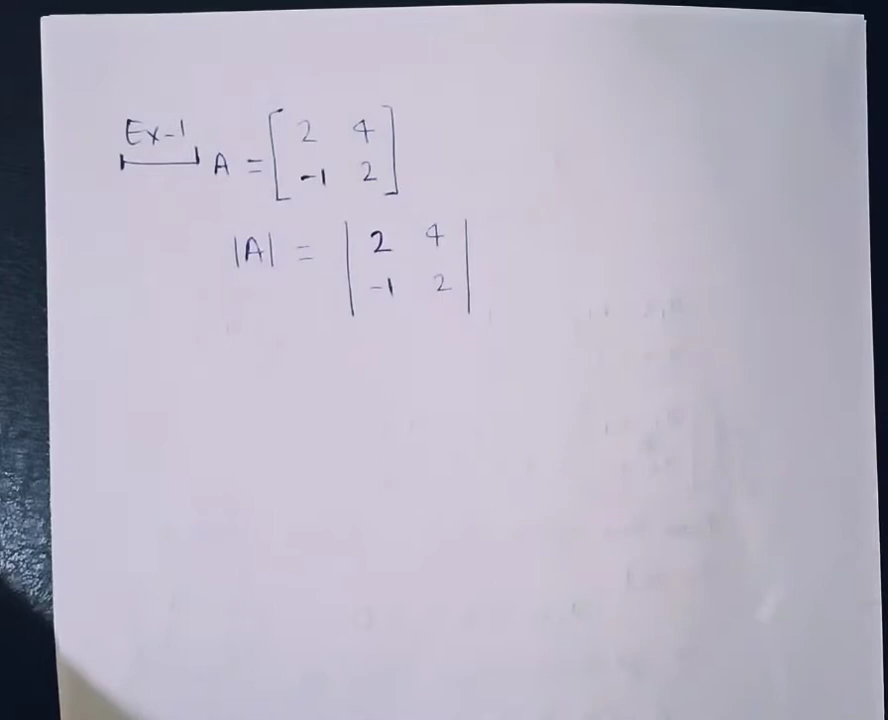 Ex-1
A = [ 2 4
-1 2 ]
|A| = | 2 4
-1 2 |